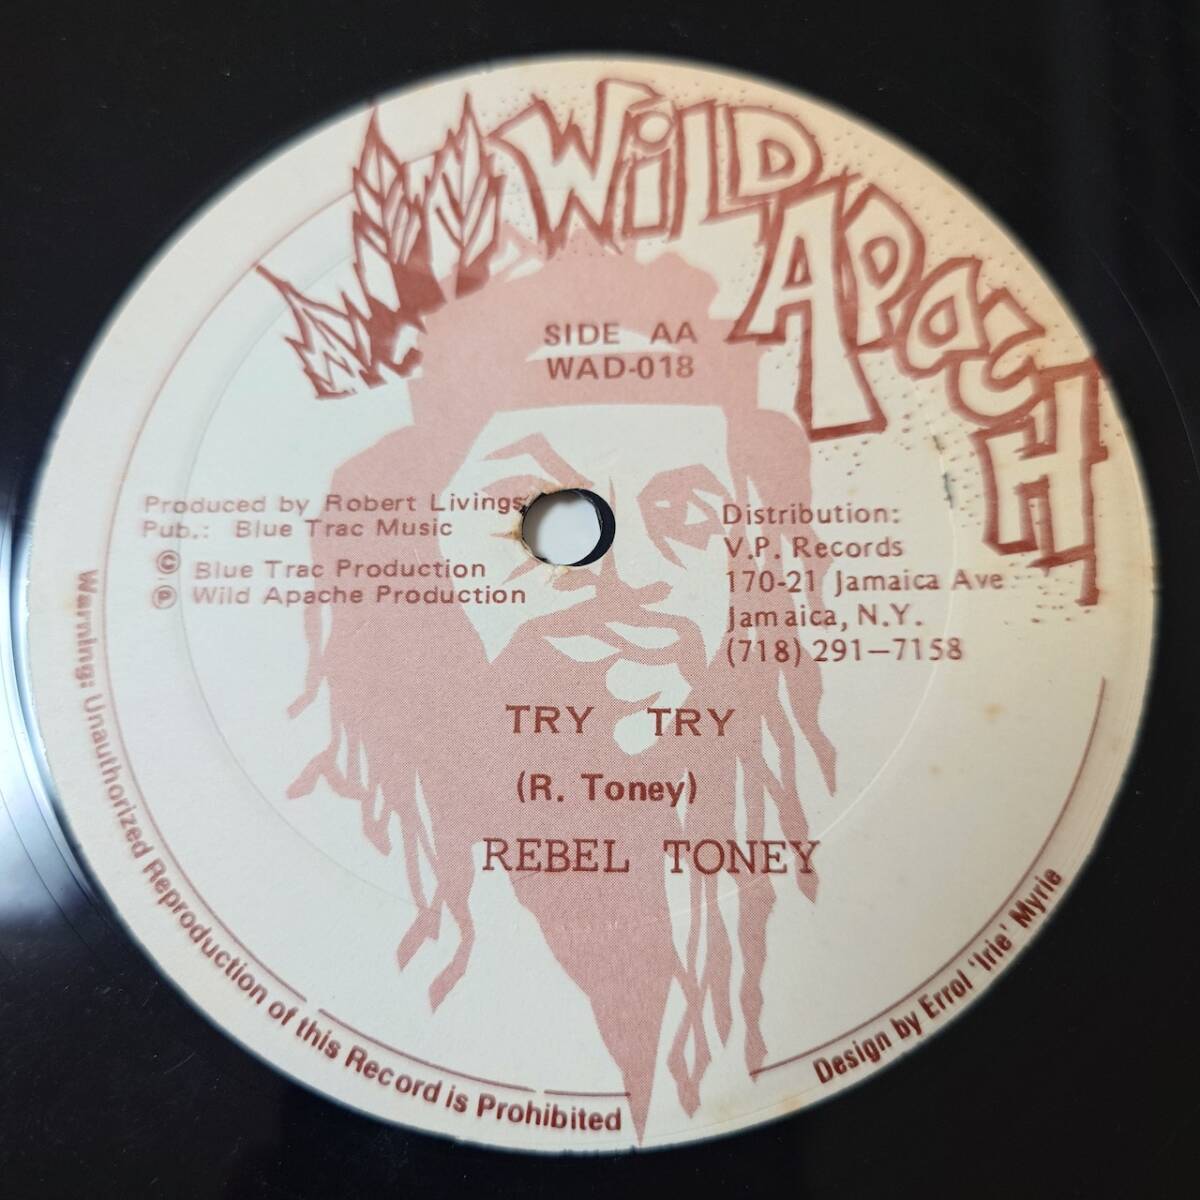 WILD APACH
SIDE AA
WAD-018
Produced by Robert Livings
Pub.: Blue Trac Music
© Blue Trac Production
℗ Wild Apache Production
Distribution:
V.P. Records
170-21 Jamaica Ave
Jamaica, N.Y.
(718) 291-7158
TRY TRY
(R. Toney)
REBEL TONEY
Warning: Unauthorized Reproduction of this Record is Prohibited
Design by Errol 'Irie' Myrie